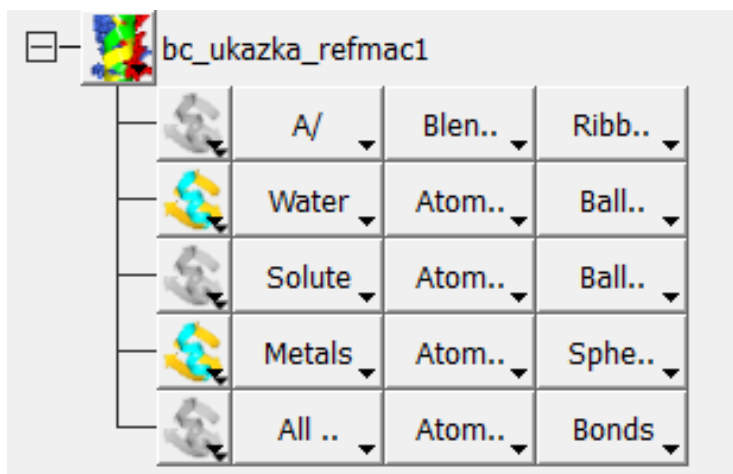 bc_ukazka_refmac1
A/ Blen.. Ribb..
Water Atom.. Ball..
Solute Atom.. Ball..
Metals Atom.. Sphe..
All .. Atom.. Bonds